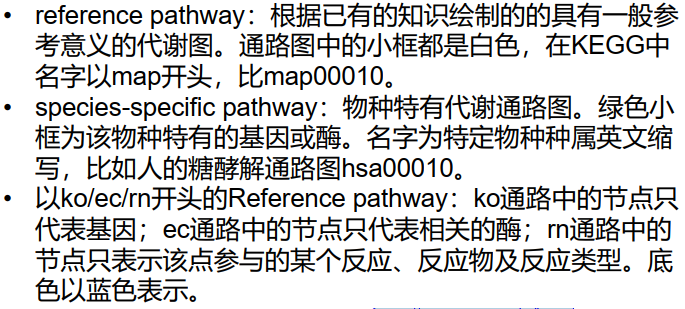 • reference pathway：根据已有的知识绘制的的具有一般参
考意义的代谢图。通路图中的小框都是白色，在KEGG中
名字以map开头，比map00010。
• species-specific pathway：物种特有代谢通路图。绿色小
框为该物种特有的基因或酶。名字为特定物种种属英文缩
写，比如人的糖酵解通路图hsa00010。
• 以ko/ec/rn开头的Reference pathway：ko通路中的节点只
代表基因；ec通路中的节点只代表相关的酶；rn通路中的
节点只表示该点参与的某个反应、反应物及反应类型。底
色以蓝色表示。